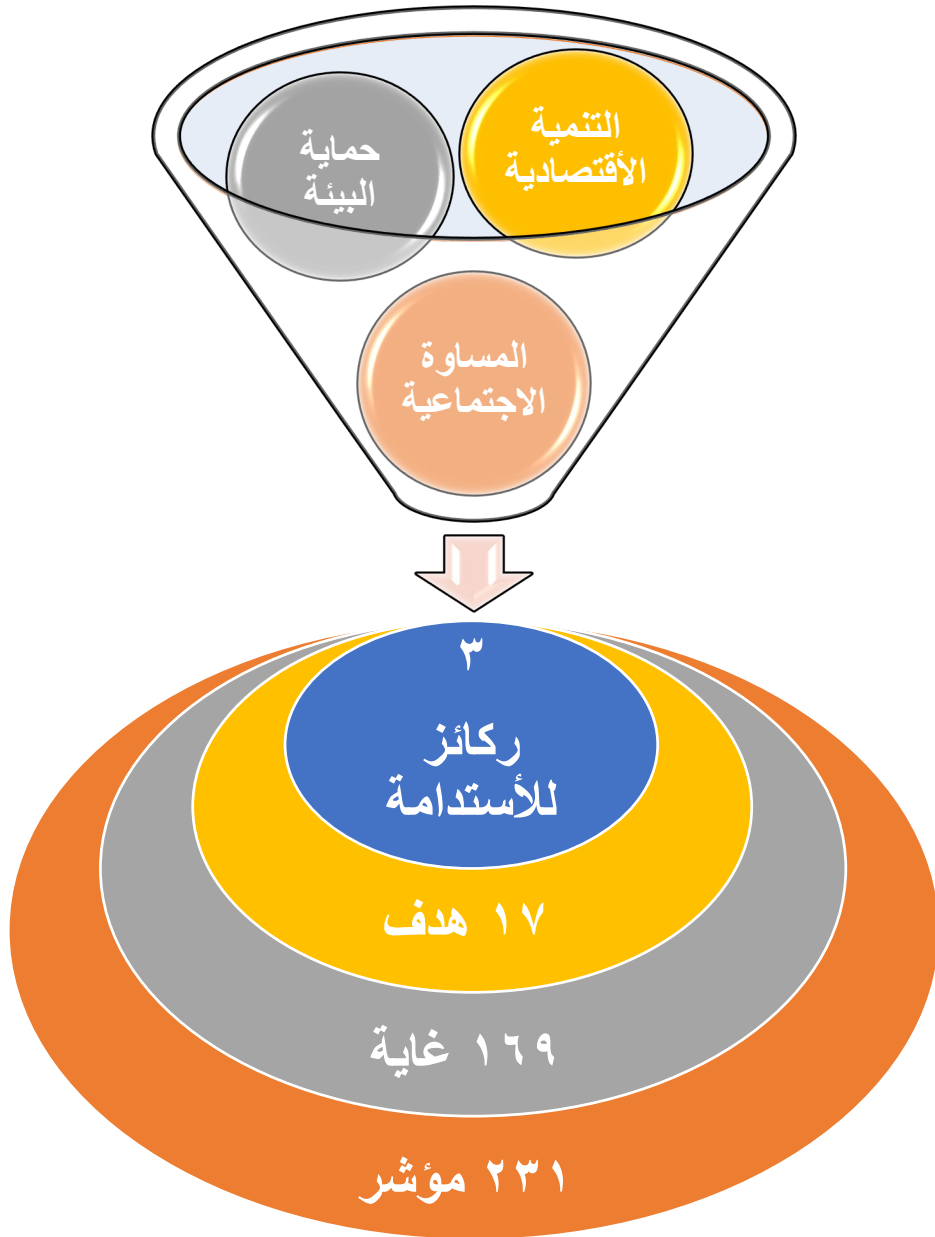 التنمية
الأقتصادية
حماية
البيئة
المساوة
الاجتماعية
٣
ركائز
للأستدامة
١٧ هدف
١٦٩ غاية
٢٣١ مؤشر